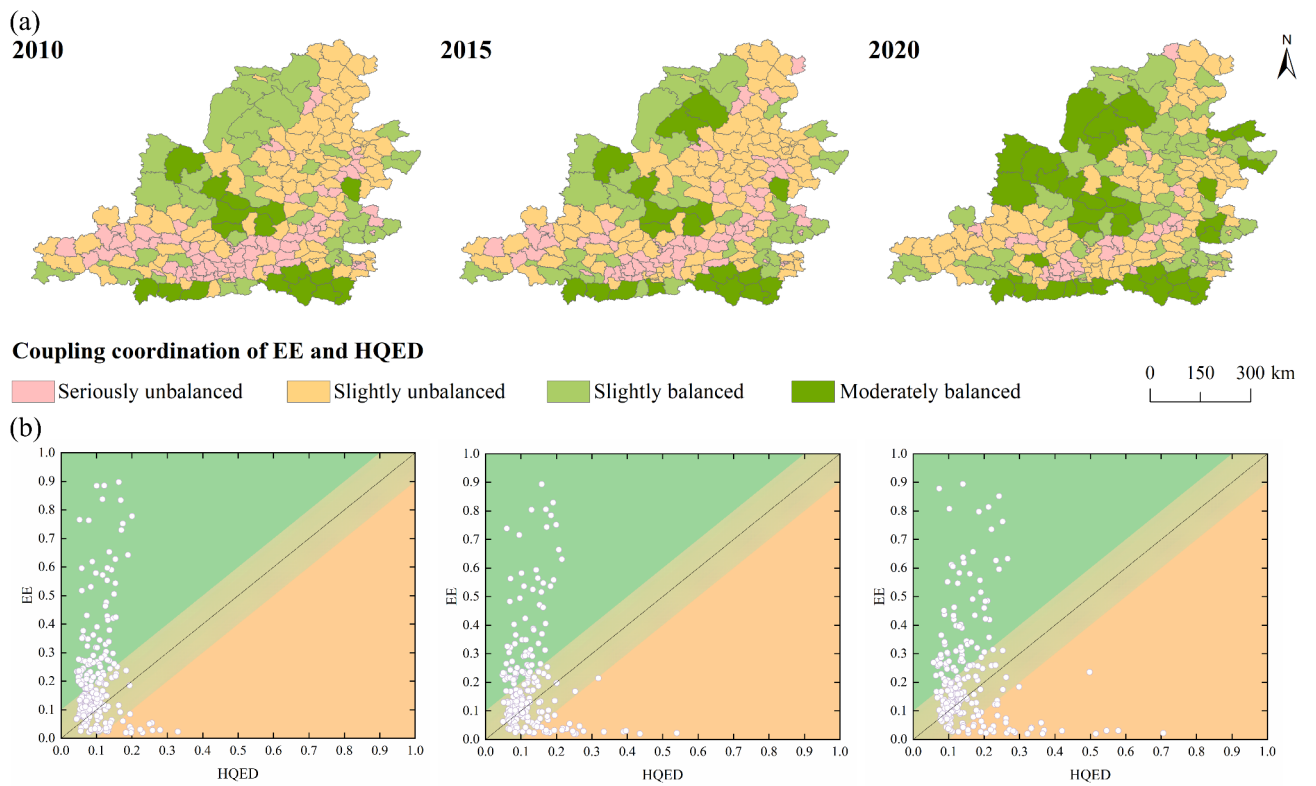 (a)
2010 2015 2020 N
Coupling coordination of EE and HQED
Seriously unbalanced Slightly unbalanced Slightly balanced Moderately balanced
0 150 300 km
(b)
1.0 1.0 1.0
0.9 0.9 0.9
0.8 0.8 0.8
0.7 0.7 0.7
0.6 0.6 0.6
EE 0.5 EE 0.5 EE 0.5
0.4 0.4 0.4
0.3 0.3 0.3
0.2 0.2 0.2
0.1 0.1 0.1
0.0 0.0 0.0
0.0 0.1 0.2 0.3 0.4 0.5 0.6 0.7 0.8 0.9 1.0 0.0 0.1 0.2 0.3 0.4 0.5 0.6 0.7 0.8 0.9 1.0 0.0 0.1 0.2 0.3 0.4 0.5 0.6 0.7 0.8 0.9 1.0
HQED HQED HQED